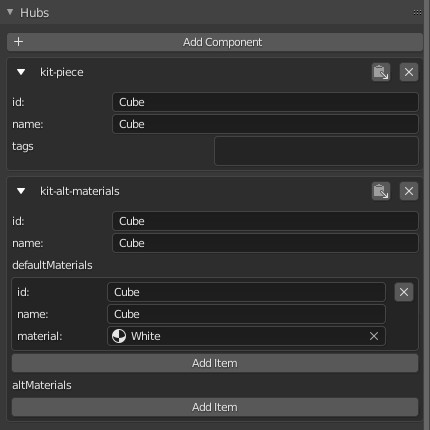 Hubs
Add Component
kit-piece
id: Cube
name: Cube
tags
kit-alt-materials
id: Cube
name: Cube
defaultMaterials
id: Cube
name: Cube
material: White
Add Item
altMaterials
Add Item